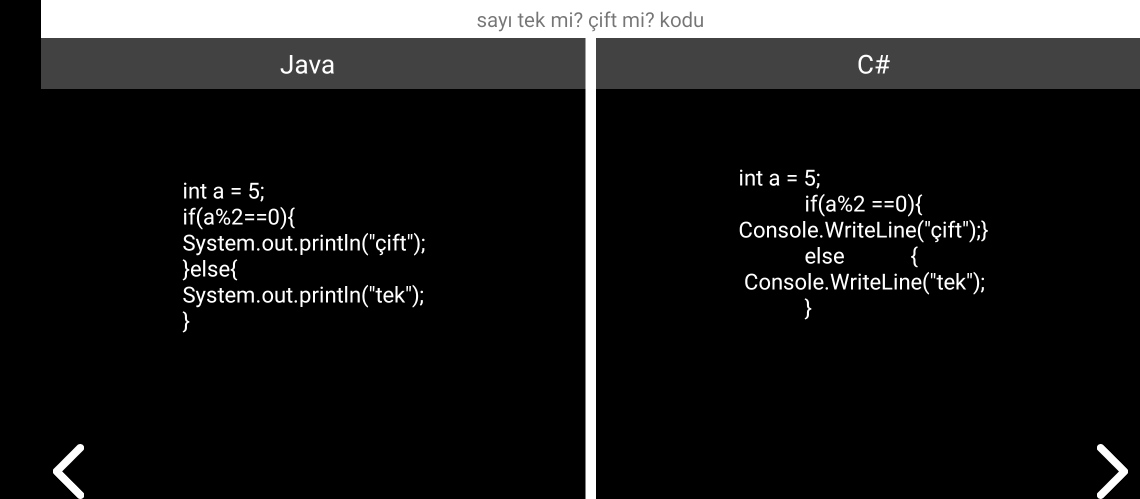 sayı tek mi? çift mi? kodu
Java
int a = 5;
if(a%2==0){
System.out.println("çift");
}else{
System.out.println("tek");
}
C#
int a = 5;
if(a%2 ==0){
Console.WriteLine("çift");}
else {
Console.WriteLine("tek");
}